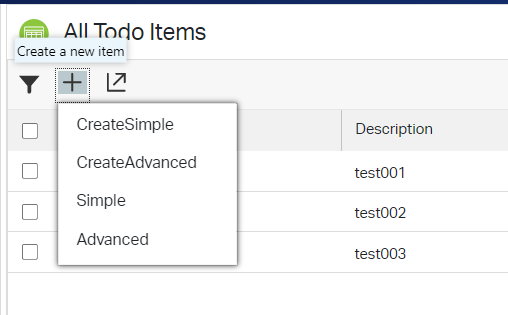 All Todo Items
Create a new item
CreateSimple
CreateAdvanced
Simple
Advanced
Description
test001
test002
test003